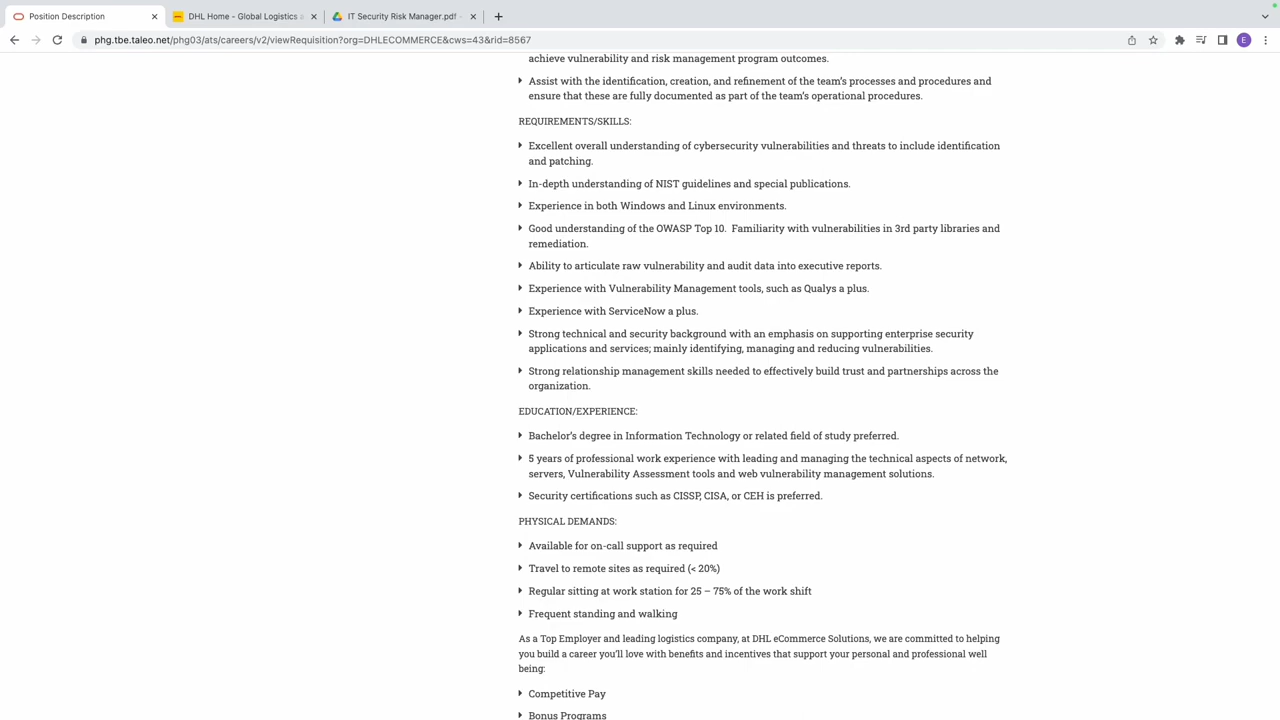 Position Description
DHL Home - Global Logistics
IT Security Risk Manager.pdf -
phg.tbe.taleo.net/phg03/ats/careers/v2/viewRequisition?org=DHLECOMMERCE&cws=43&rid=8567
E
achieve vulnerability and risk management program outcomes.
Assist with the identification, creation, and refinement of the team's processes and procedures and
ensure that these are fully documented as part of the team's operational procedures.
REQUIREMENTS/SKILLS:
Excellent overall understanding of cybersecurity vulnerabilities and threats to include identification
and patching.
In-depth understanding of NIST guidelines and special publications.
Experience in both Windows and Linux environments.
Good understanding of the OWASP Top 10.  Familiarity with vulnerabilities in 3rd party libraries and
remediation.
Ability to articulate raw vulnerability and audit data into executive reports.
Experience with Vulnerability Management tools, such as Qualys a plus.
Experience with ServiceNow a plus.
Strong technical and security background with an emphasis on supporting enterprise security
applications and services; mainly identifying, managing and reducing vulnerabilities.
Strong relationship management skills needed to effectively build trust and partnerships across the
organization.
EDUCATION/EXPERIENCE:
Bachelor's degree in Information Technology or related field of study preferred.
5 years of professional work experience with leading and managing the technical aspects of network,
servers, Vulnerability Assessment tools and web vulnerability management solutions.
Security certifications such as CISSP, CISA, or CEH is preferred.
PHYSICAL DEMANDS:
Available for on-call support as required
Travel to remote sites as required (< 20%)
Regular sitting at work station for 25 – 75% of the work shift
Frequent standing and walking
As a Top Employer and leading logistics company, at DHL eCommerce Solutions, we are committed to helping
you build a career you'll love with benefits and incentives that support your personal and professional well
being:
Competitive Pay
Bonus Programs